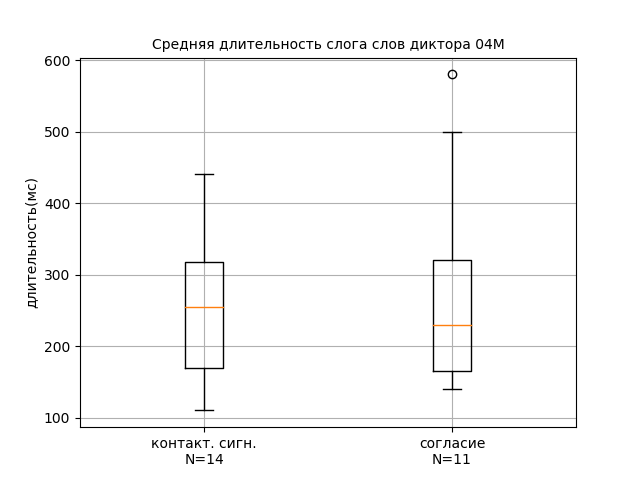 Средняя длительность слога слов диктора 04М
длительность(мс)
600
500
400
300
200
100
контакт. сигн.
N=14
согласие
N=11